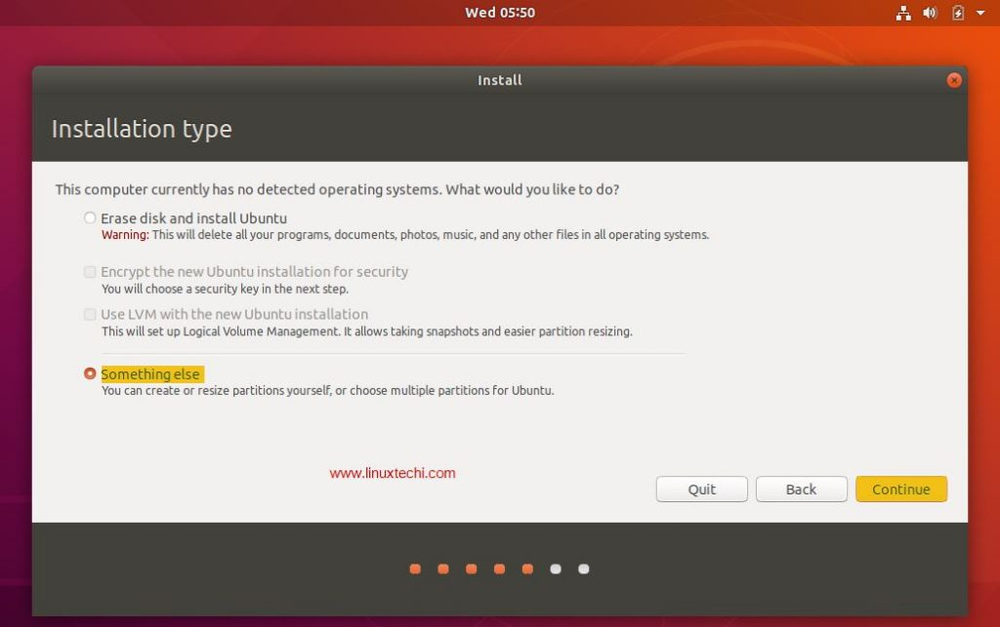 Wed 05:50
Install
Installation type
This computer currently has no detected operating systems. What would you like to do?
Erase disk and install Ubuntu
Warning: This will delete all your programs, documents, photos, music, and any other files in all operating systems.
Encrypt the new Ubuntu installation for security
You will choose a security key in the next step.
Use LVM with the new Ubuntu installation
This will set up Logical Volume Management. It allows taking snapshots and easier partition resizing.
Something else
You can create or resize partitions yourself, or choose multiple partitions for Ubuntu.
www.linuxtechi.com
Quit Back Continue